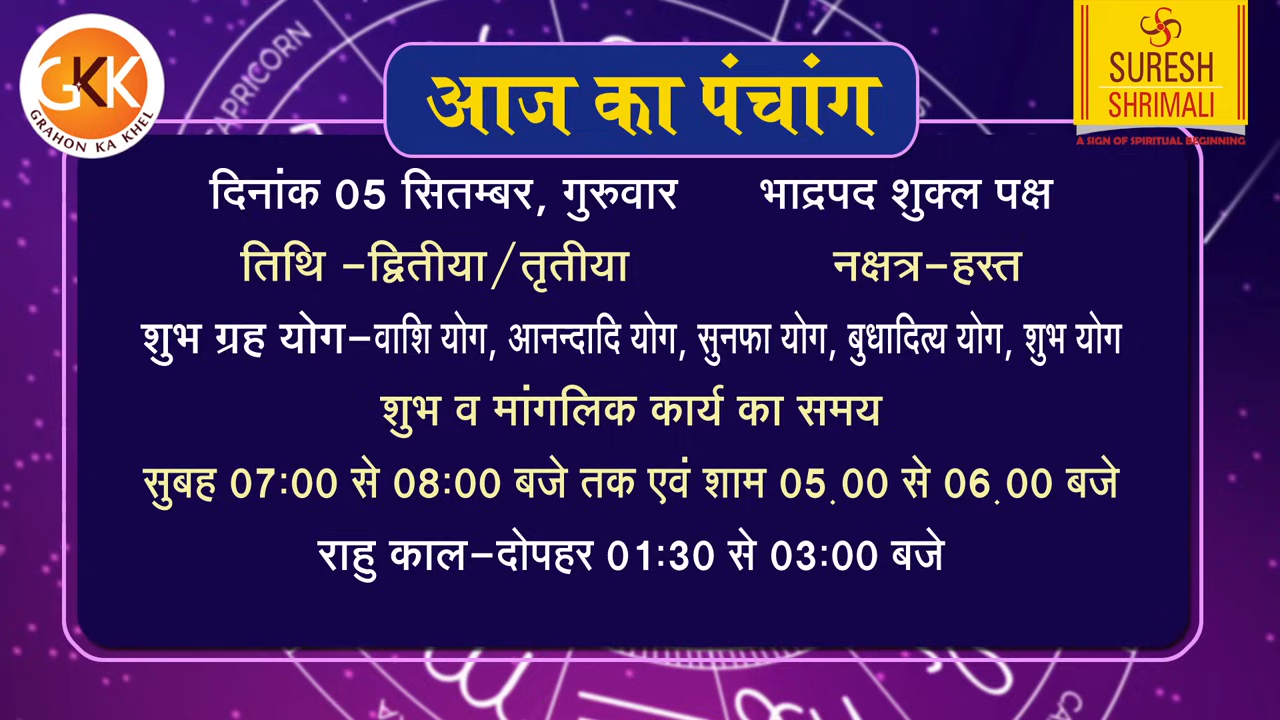 GKK
GRAHON KA KHEL
CAPRICORN
आज का पंचांग
SURESH
SHRIMALI
A SIGN OF SPIRITUAL BEGINNING
दिनांक 05 सितम्बर, गुरुवार भाद्रपद शुक्ल पक्ष
तिथि -द्वितीया/तृतीया नक्षत्र-हस्त
शुभ ग्रह योग-वाशि योग, आनन्दादि योग, सुनफा योग, बुधादित्य योग, शुभ योग
शुभ व मांगलिक कार्य का समय
सुबह 07:00 से 08:00 बजे तक एवं शाम 05.00 से 06.00 बजे
राहु काल-दोपहर 01:30 से 03:00 बजे